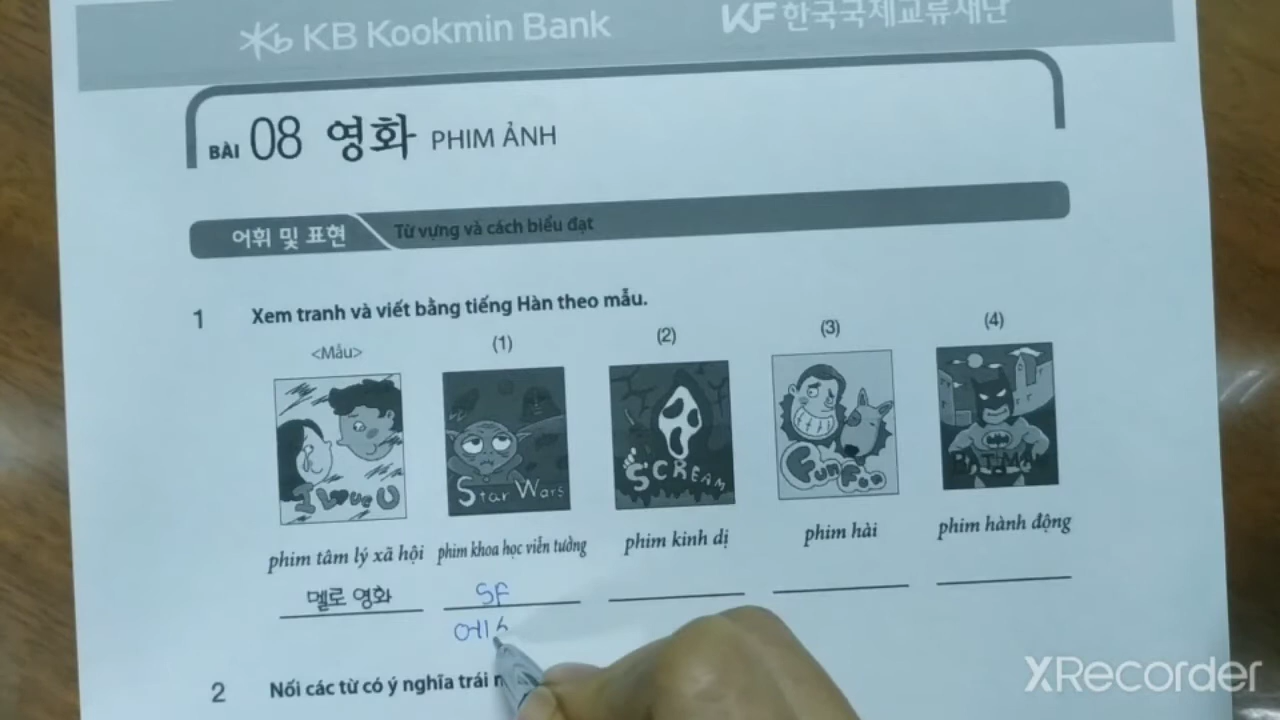 KB Kookmin Bank
KF 한국국제교류재단
BÀI 08 영화 PHIM ẢNH
어휘 및 표현 Từ vựng và cách biểu đạt
1 Xem tranh và viết bằng tiếng Hàn theo mẫu.
<Mẫu> (1) (2) (3) (4)
I Love U
Star Wars
SCREAM
Fun Fun
phim tâm lý xã hội phim khoa học viễn tưởng phim kinh dị phim hài phim hành động
멜로 영화 SF
에스
2 Nối các từ có ý nghĩa trái
XRecorder